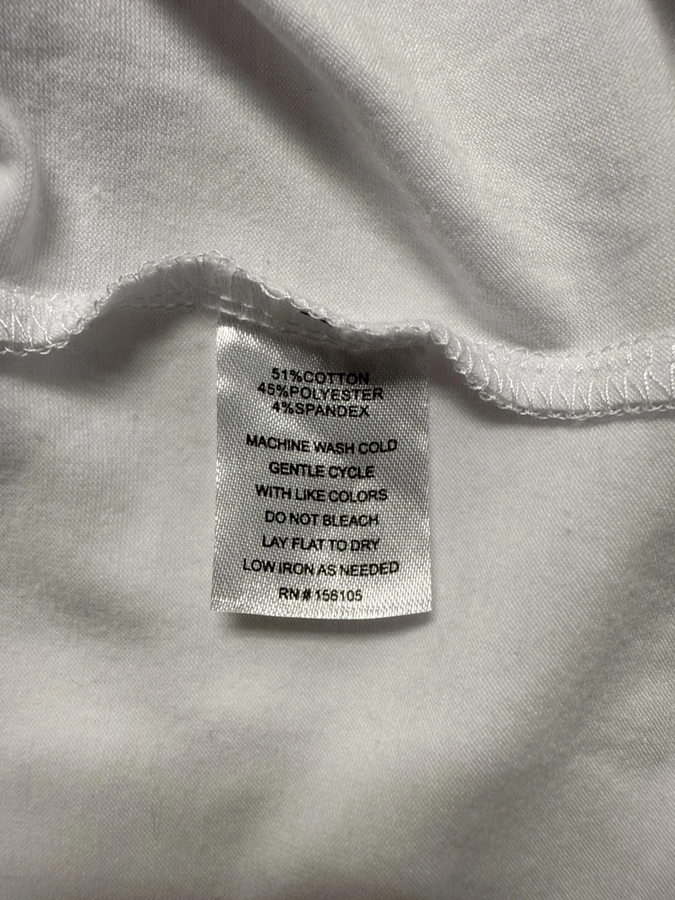 51%COTTON
45%POLYESTER
4%SPANDEX
MACHINE WASH COLD
GENTLE CYCLE
WITH LIKE COLORS
DO NOT BLEACH
LAY FLAT TO DRY
LOW IRON AS NEEDED
RN # 158105